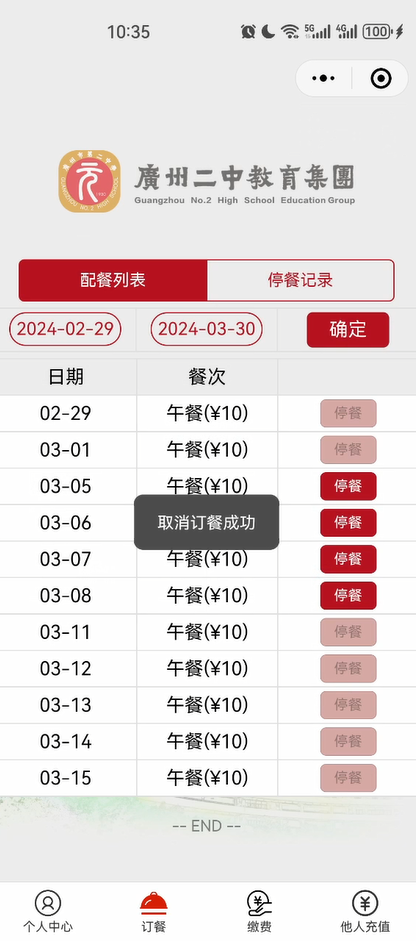 10:35
5G 4G 100
廣州二中教育集團
Guangzhou No.2 High School Education Group
配餐列表 停餐记录
2024-02-29 2024-03-30 确定
日期 餐次
02-29 午餐(¥10) 停餐
03-01 午餐(¥10) 停餐
03-05 午餐(¥10) 停餐
03-06 停餐
取消订餐成功
03-07 午餐(¥10) 停餐
03-08 午餐(¥10) 停餐
03-11 午餐(¥10) 停餐
03-12 午餐(¥10) 停餐
03-13 午餐(¥10) 停餐
03-14 午餐(¥10) 停餐
03-15 午餐(¥10) 停餐
-- END --
个人中心 订餐 缴费 他人充值